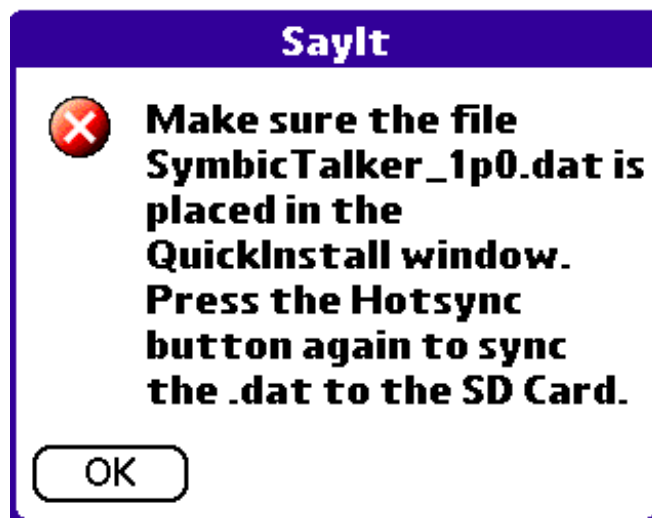 SayIt
Make sure the file
SymbicTalker_1p0.dat is
placed in the
QuickInstall window.
Press the Hotsync
button again to sync
the .dat to the SD Card.
OK